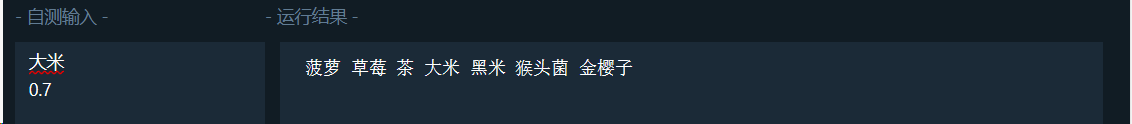 - 自测输入 -
- 运行结果 -
大米
0.7
菠萝 草莓 茶 大米 黑米 猴头菌 金樱子